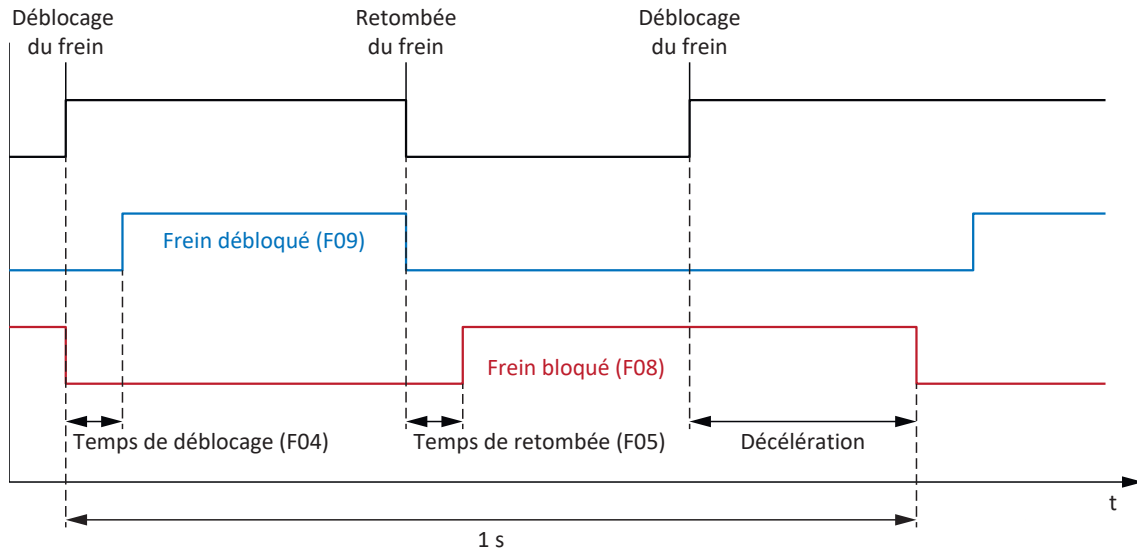 Déblocage
du frein
Retombée
du frein
Déblocage
du frein
Frein débloqué (F09)
Frein bloqué (F08)
Temps de déblocage (F04)
Temps de retombée (F05)
Décélération
t
1 s